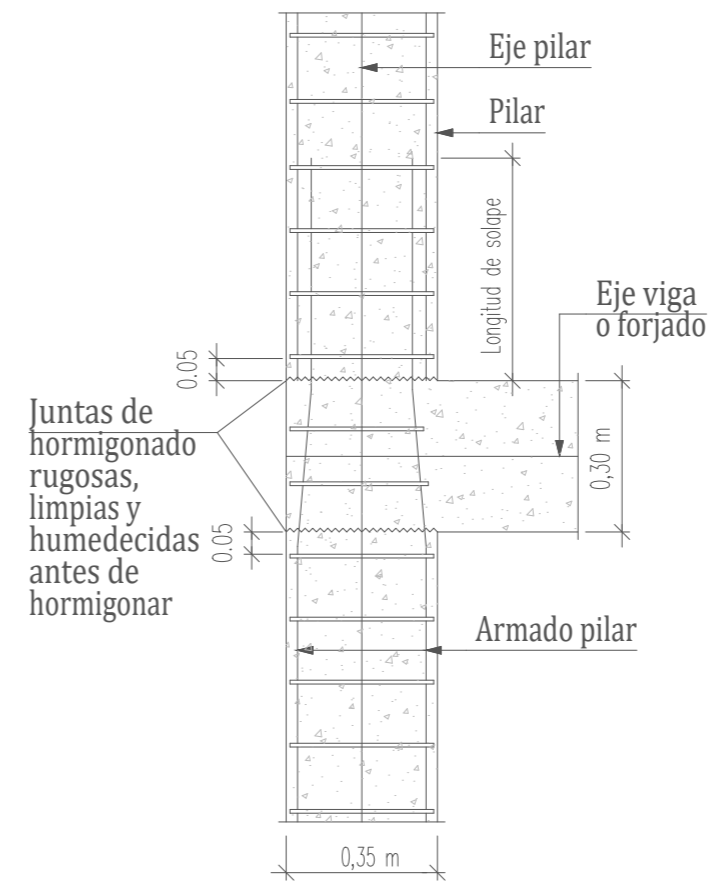 Eje pilar
Pilar
Longitud de solape
Eje viga
o forjado
0.05
Juntas de
hormigonado
rugosas,
limpias y
humedecidas
antes de
hormigonar
0,30 m
0.05
Armado pilar
0,35 m